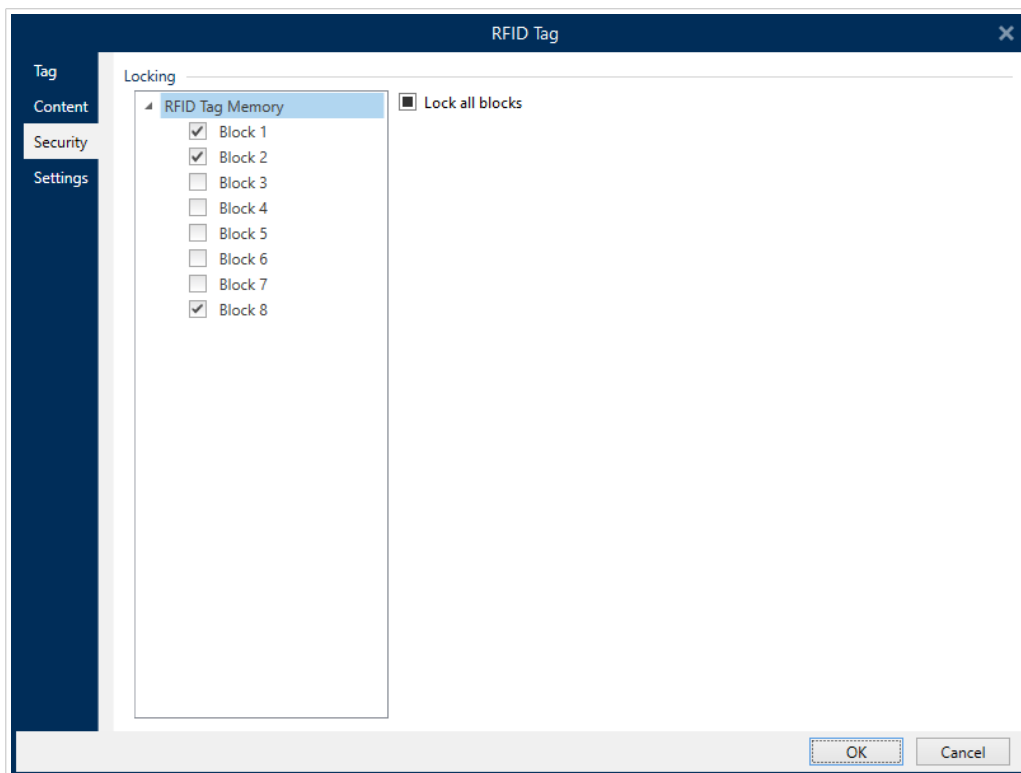 RFID Tag
Tag
Content
Security
Settings
Locking
RFID Tag Memory
Block 1
Block 2
Block 3
Block 4
Block 5
Block 6
Block 7
Block 8
Lock all blocks
OK
Cancel